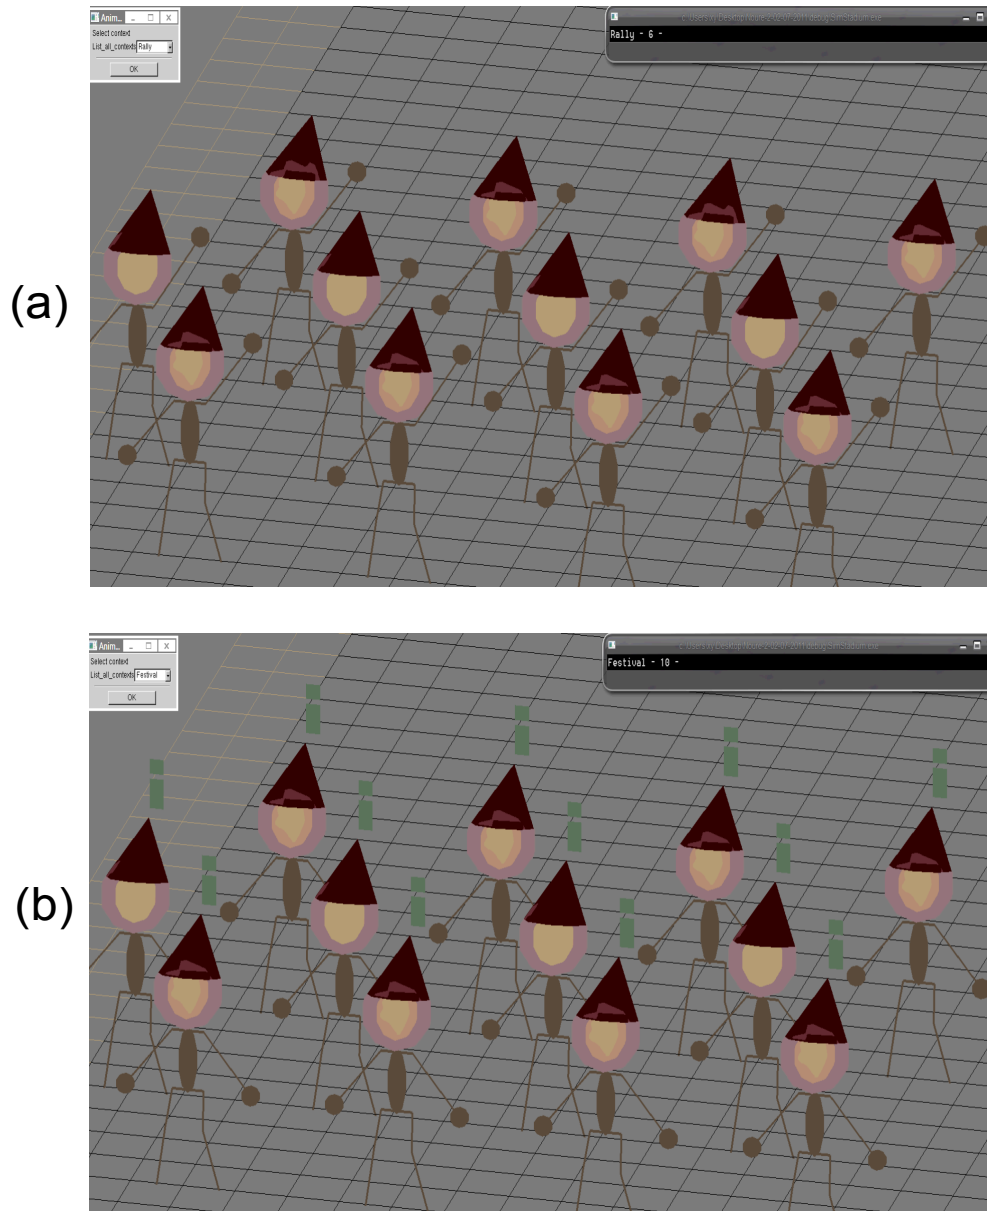 Anim...
Select context
List_all_contexts Rally
OK
Rally - 6 -
(a)
Anim...
Select context
List_all_contexts Festival
OK
Festival - 10 -
(b)